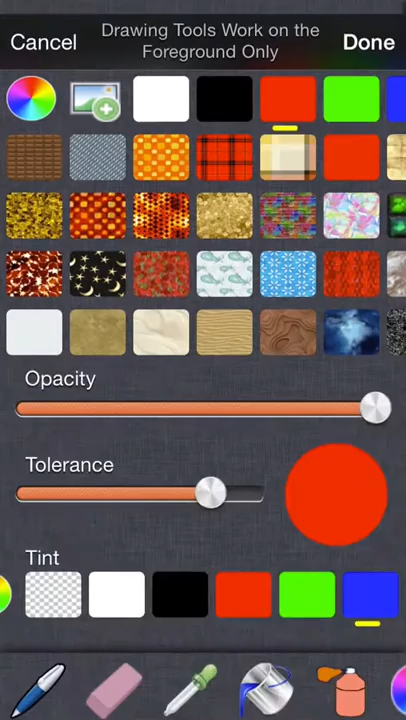 Cancel
Drawing Tools Work on the
Foreground Only
Done
Opacity
Tolerance
Tint